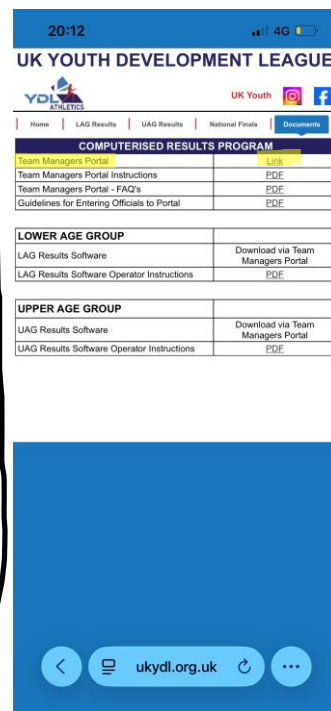 20:12
4G
UK YOUTH DEVELOPMENT LEAGUE
YDL
ATHLETICS
UK Youth
Home
LAG Results
UAG Results
National Finals
Documents
COMPUTERISED RESULTS PROGRAM
Team Managers Portal Link
Team Managers Portal Instructions PDF
Team Managers Portal - FAQ's PDF
Guidelines for Entering Officials to Portal PDF
LOWER AGE GROUP
LAG Results Software Download via Team
Managers Portal
LAG Results Software Operator Instructions PDF
UPPER AGE GROUP
UAG Results Software Download via Team
Managers Portal
UAG Results Software Operator Instructions PDF
ukydl.org.uk